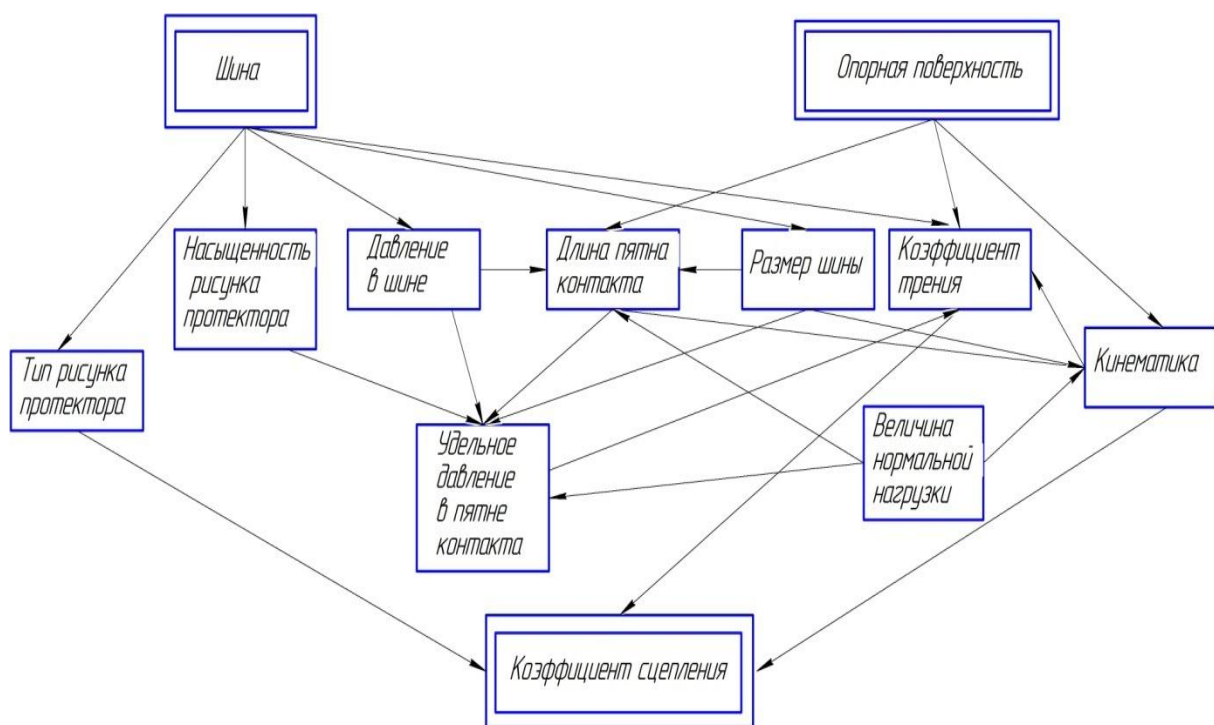 Шина
Опорная поверхность
Насыщенность
рисунка
протектора
Давление
в шине
Длина пятна
контакта
Размер шины
Коэффициент
трения
Тип рисунка
протектора
Кинематика
Удельное
давление
в пятне
контакта
Величина
нормальной
нагрузки
Коэффициент сцепления